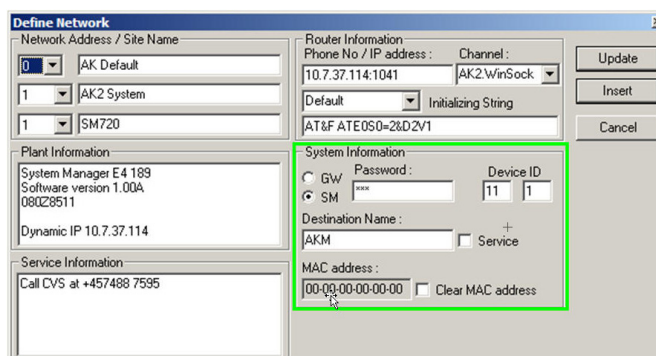 Define Network
Network Address / Site Name
0
AK Default
1
AK2 System
1
SM720
Router Information
Phone No / IP address :
Channel :
10.7.37.114:1041
AK2.WinSock
Default
Initializing String
AT&F ATE0S0=2&D2V1
Update
Insert
Cancel
Plant Information
System Manager E4 189
Software version 1.00A
080Z8511
Dynamic IP 10.7.37.114
System Information
GW
SM
Password :
***
Device ID
11 1
Destination Name :
AKM
Service
MAC address :
00-00-00-00-00-00
Clear MAC address
Service Information
Call CVS at +457488 7595